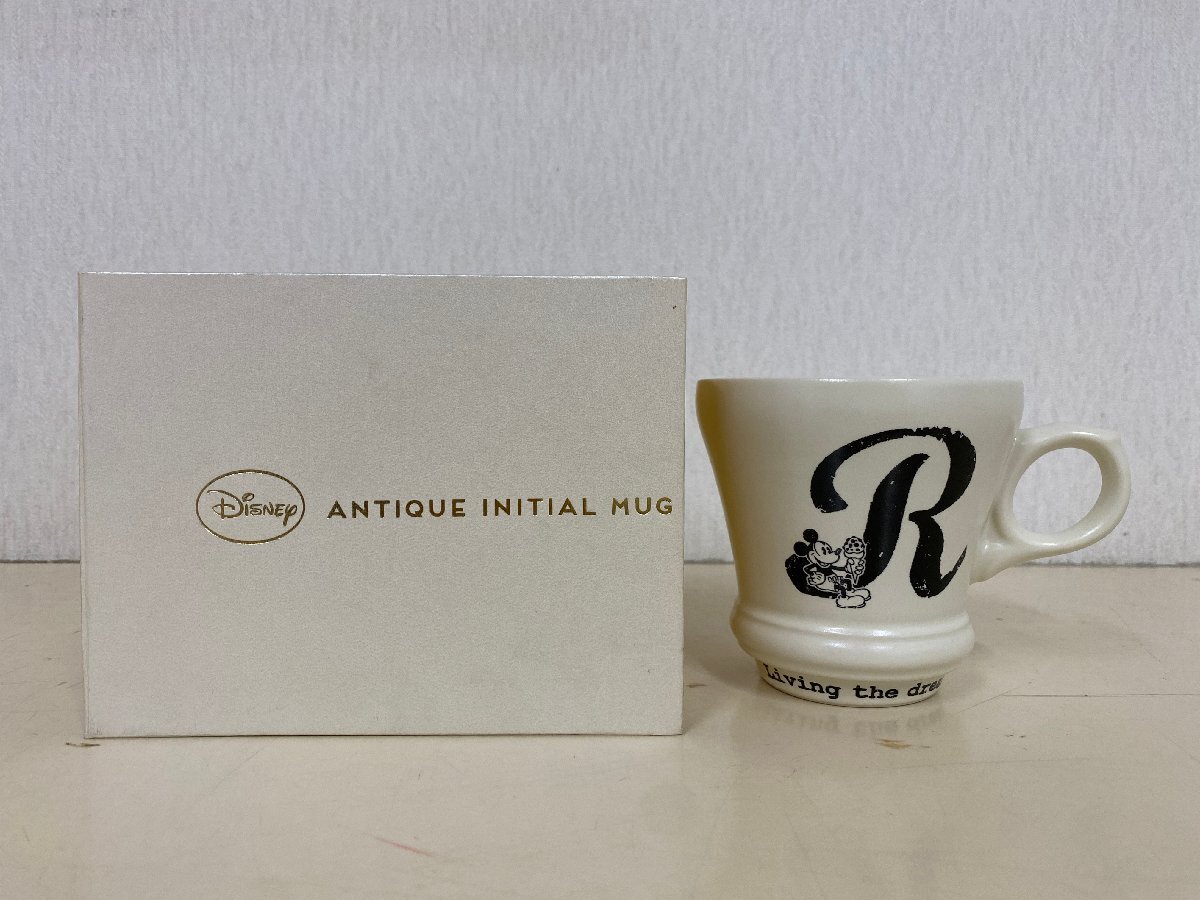 Disney ANTIQUE INITIAL MUG
R
Living the